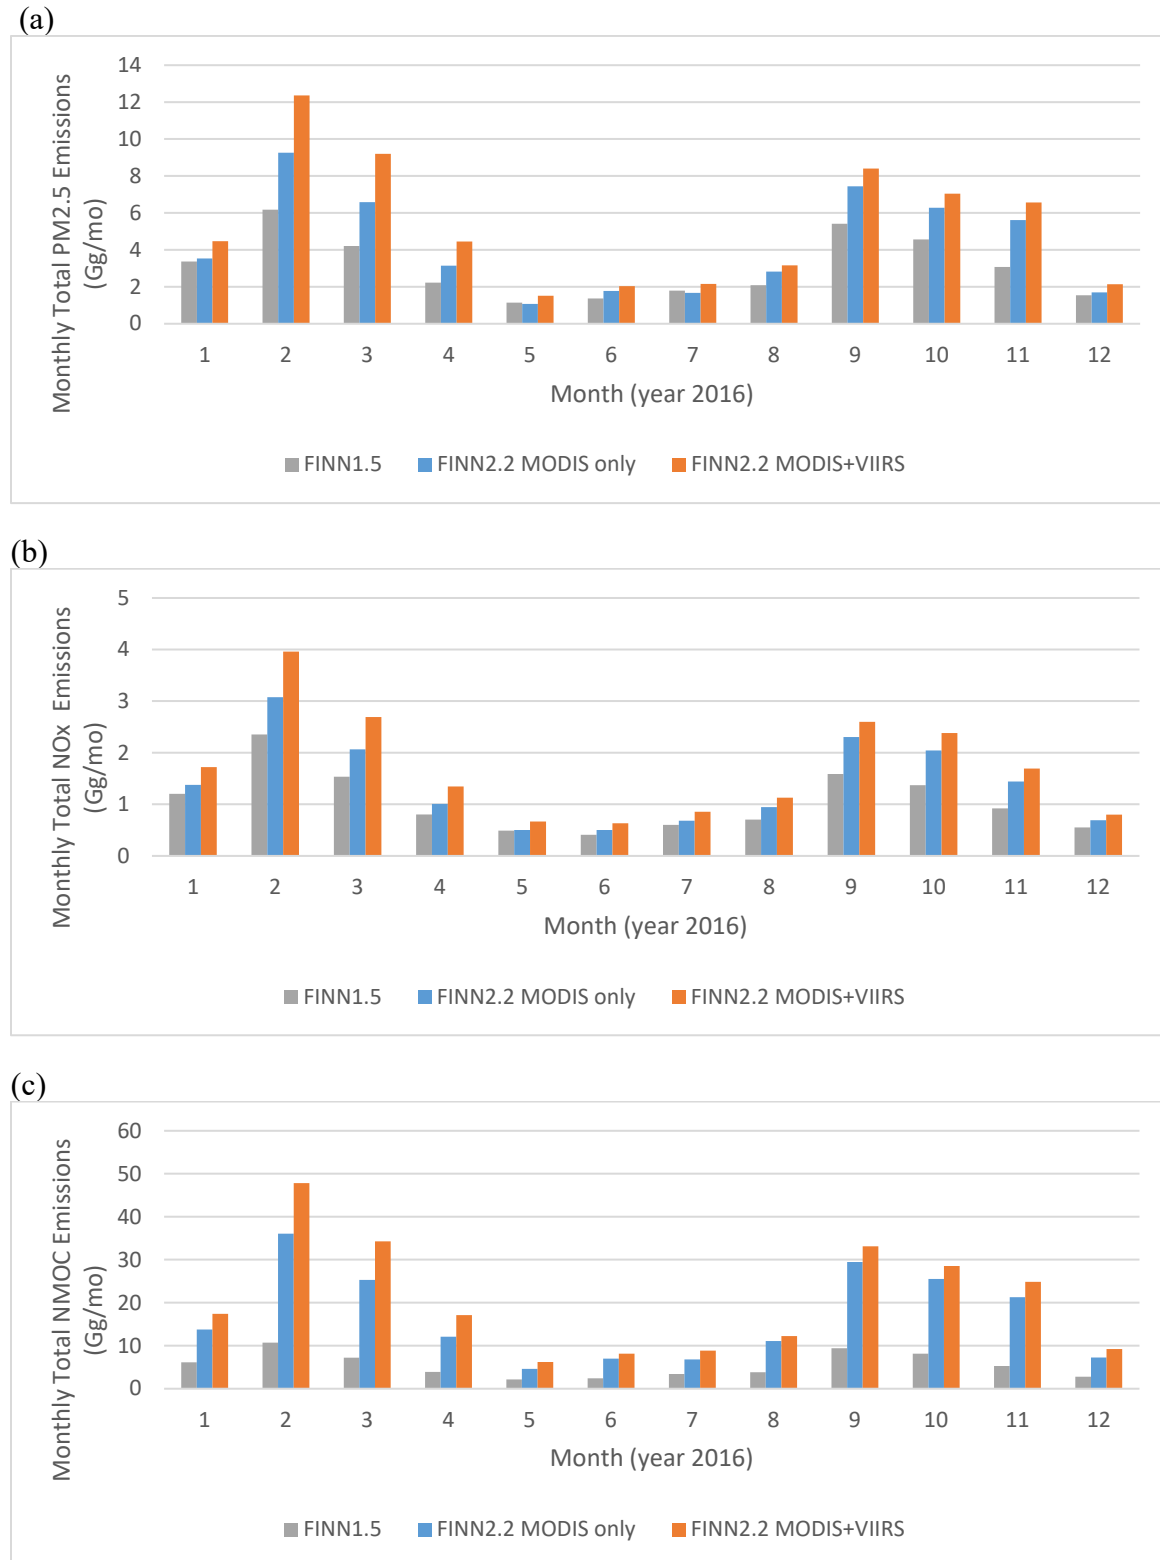 (a)
Monthly Total PM2.5 Emissions
(Gg/mo)
14
12
10
8
6
4
2
0
1 2 3 4 5 6 7 8 9 10 11 12
Month (year 2016)
FINN1.5 FINN2.2 MODIS only FINN2.2 MODIS+VIIRS
(b)
Monthly Total NOx Emissions
(Gg/mo)
5
4
3
2
1
0
1 2 3 4 5 6 7 8 9 10 11 12
Month (year 2016)
FINN1.5 FINN2.2 MODIS only FINN2.2 MODIS+VIIRS
(c)
Monthly Total NMOC Emissions
(Gg/mo)
60
50
40
30
20
10
0
1 2 3 4 5 6 7 8 9 10 11 12
Month (year 2016)
FINN1.5 FINN2.2 MODIS only FINN2.2 MODIS+VIIRS